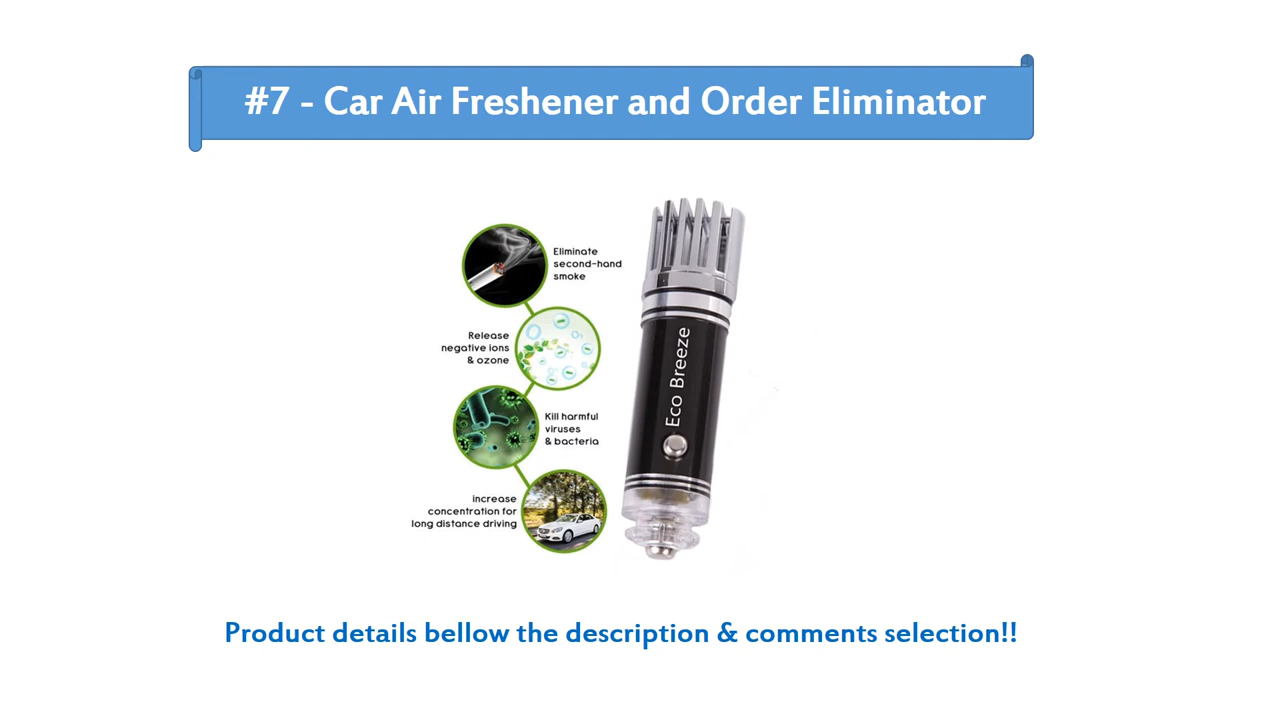 #7 - Car Air Freshener and Order Eliminator
Eliminate
second-hand
smoke
Release
negative ions
& ozone
Kill harmful
viruses
& bacteria
increase
concentration for
long distance driving
Eco Breeze
Product details bellow the description & comments selection!!